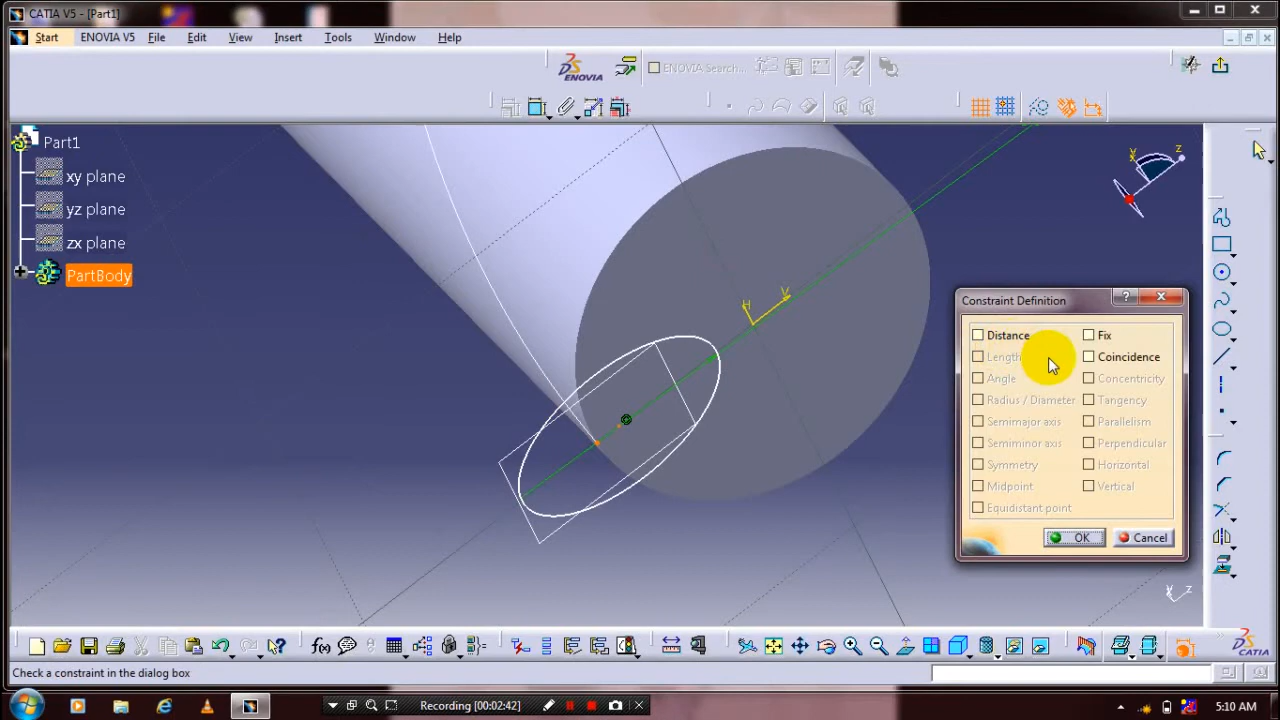 CATIA V5 - [Part1]
Start ENOVIA V5 File Edit View Insert Tools Window Help
ENOVIA
ENOVIA Search...
Part1
xy plane
yz plane
zx plane
PartBody
H
V
Y
Z
Constraint Definition
Distance
Fix
Length
Coincidence
Angle
Concentricity
Radius / Diameter
Tangency
Semimajor axis
Parallelism
Semiminor axis
Perpendicular
Symmetry
Horizontal
Midpoint
Vertical
Equidistant point
OK
Cancel
f(x)
CATIA
Check a constraint in the dialog box
Recording [00:02:42]
5:10 AM